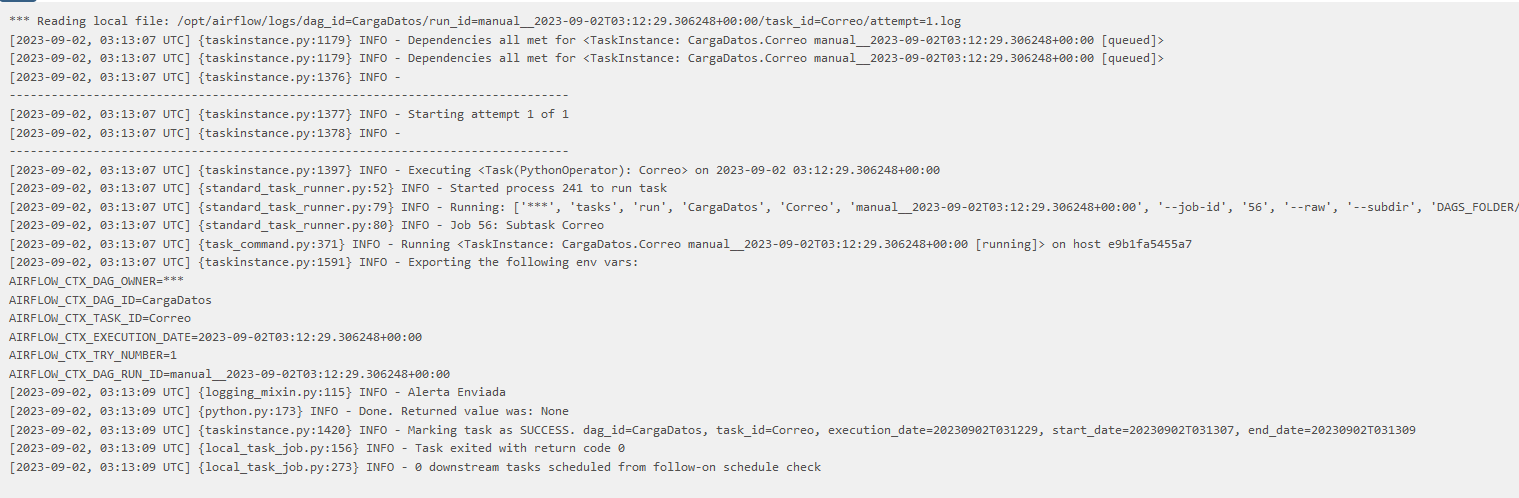 *** Reading local file: /opt/airflow/logs/dag_id=CargaDatos/run_id=manual__2023-09-02T03:12:29.306248+00:00/task_id=Correo/attempt=1.log
[2023-09-02, 03:13:07 UTC] {taskinstance.py:1179} INFO - Dependencies all met for <TaskInstance: CargaDatos.Correo manual__2023-09-02T03:12:29.306248+00:00 [queued]>
[2023-09-02, 03:13:07 UTC] {taskinstance.py:1179} INFO - Dependencies all met for <TaskInstance: CargaDatos.Correo manual__2023-09-02T03:12:29.306248+00:00 [queued]>
[2023-09-02, 03:13:07 UTC] {taskinstance.py:1376} INFO -
--------------------------------------------------------------------------------
[2023-09-02, 03:13:07 UTC] {taskinstance.py:1377} INFO - Starting attempt 1 of 1
[2023-09-02, 03:13:07 UTC] {taskinstance.py:1378} INFO -
--------------------------------------------------------------------------------
[2023-09-02, 03:13:07 UTC] {taskinstance.py:1397} INFO - Executing <Task(PythonOperator): Correo> on 2023-09-02 03:12:29.306248+00:00
[2023-09-02, 03:13:07 UTC] {standard_task_runner.py:52} INFO - Started process 241 to run task
[2023-09-02, 03:13:07 UTC] {standard_task_runner.py:79} INFO - Running: ['***', 'tasks', 'run', 'CargaDatos', 'Correo', 'manual__2023-09-02T03:12:29.306248+00:00', '--job-id', '56', '--raw', '--subdir', 'DAGS_FOLDER/
[2023-09-02, 03:13:07 UTC] {standard_task_runner.py:80} INFO - Job 56: Subtask Correo
[2023-09-02, 03:13:07 UTC] {task_command.py:371} INFO - Running <TaskInstance: CargaDatos.Correo manual__2023-09-02T03:12:29.306248+00:00 [running]> on host e9b1fa5455a7
[2023-09-02, 03:13:07 UTC] {taskinstance.py:1591} INFO - Exporting the following env vars:
AIRFLOW_CTX_DAG_OWNER=***
AIRFLOW_CTX_DAG_ID=CargaDatos
AIRFLOW_CTX_TASK_ID=Correo
AIRFLOW_CTX_EXECUTION_DATE=2023-09-02T03:12:29.306248+00:00
AIRFLOW_CTX_TRY_NUMBER=1
AIRFLOW_CTX_DAG_RUN_ID=manual__2023-09-02T03:12:29.306248+00:00
[2023-09-02, 03:13:09 UTC] {logging_mixin.py:115} INFO - Alerta Enviada
[2023-09-02, 03:13:09 UTC] {python.py:173} INFO - Done. Returned value was: None
[2023-09-02, 03:13:09 UTC] {taskinstance.py:1420} INFO - Marking task as SUCCESS. dag_id=CargaDatos, task_id=Correo, execution_date=20230902T031229, start_date=20230902T031307, end_date=20230902T031309
[2023-09-02, 03:13:09 UTC] {local_task_job.py:156} INFO - Task exited with return code 0
[2023-09-02, 03:13:09 UTC] {local_task_job.py:273} INFO - 0 downstream tasks scheduled from follow-on schedule check